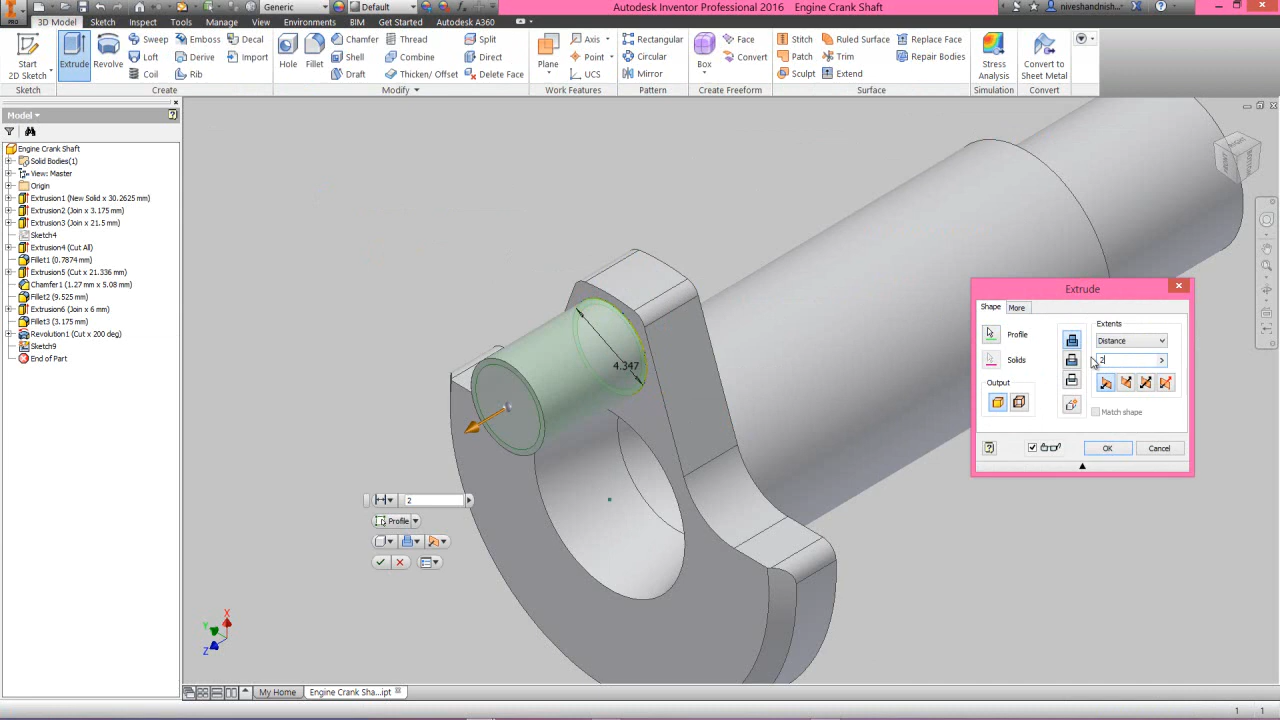 Generic
Default
Autodesk Inventor Professional 2016   Engine Crank Shaft
niveshandnish...
PRO
3D Model
Sketch
Inspect
Tools
Manage
View
Environments
BIM
Get Started
Autodesk A360
Start
2D Sketch
Extrude
Revolve
Sweep
Emboss
Decal
Loft
Derive
Import
Coil
Rib
Hole
Fillet
Chamfer
Thread
Split
Shell
Combine
Direct
Draft
Thicken/ Offset
Delete Face
Plane
Axis
Point
UCS
Rectangular
Circular
Mirror
Box
Face
Convert
Stitch
Ruled Surface
Replace Face
Patch
Trim
Repair Bodies
Sculpt
Extend
Stress
Analysis
Convert to
Sheet Metal
Sketch
Create
Modify
Work Features
Pattern
Create Freeform
Surface
Simulation
Convert
Model
Engine Crank Shaft
Solid Bodies(1)
View: Master
Origin
Extrusion1 (New Solid x 30.2625 mm)
Extrusion2 (Join x 3.175 mm)
Extrusion3 (Join x 21.5 mm)
Sketch4
Extrusion4 (Cut All)
Fillet1 (0.7874 mm)
Extrusion5 (Cut x 21.336 mm)
Chamfer1 (1.27 mm x 5.08 mm)
Fillet2 (9.525 mm)
Extrusion6 (Join x 6 mm)
Fillet3 (3.175 mm)
Revolution1 (Cut x 200 deg)
Sketch9
End of Part
4.347
2
Profile
Extrude
Shape
More
Profile
Solids
Output
Extents
Distance
2
Match shape
OK
Cancel
X
Y
Z
My Home
Engine Crank Sha...ipt
1
1